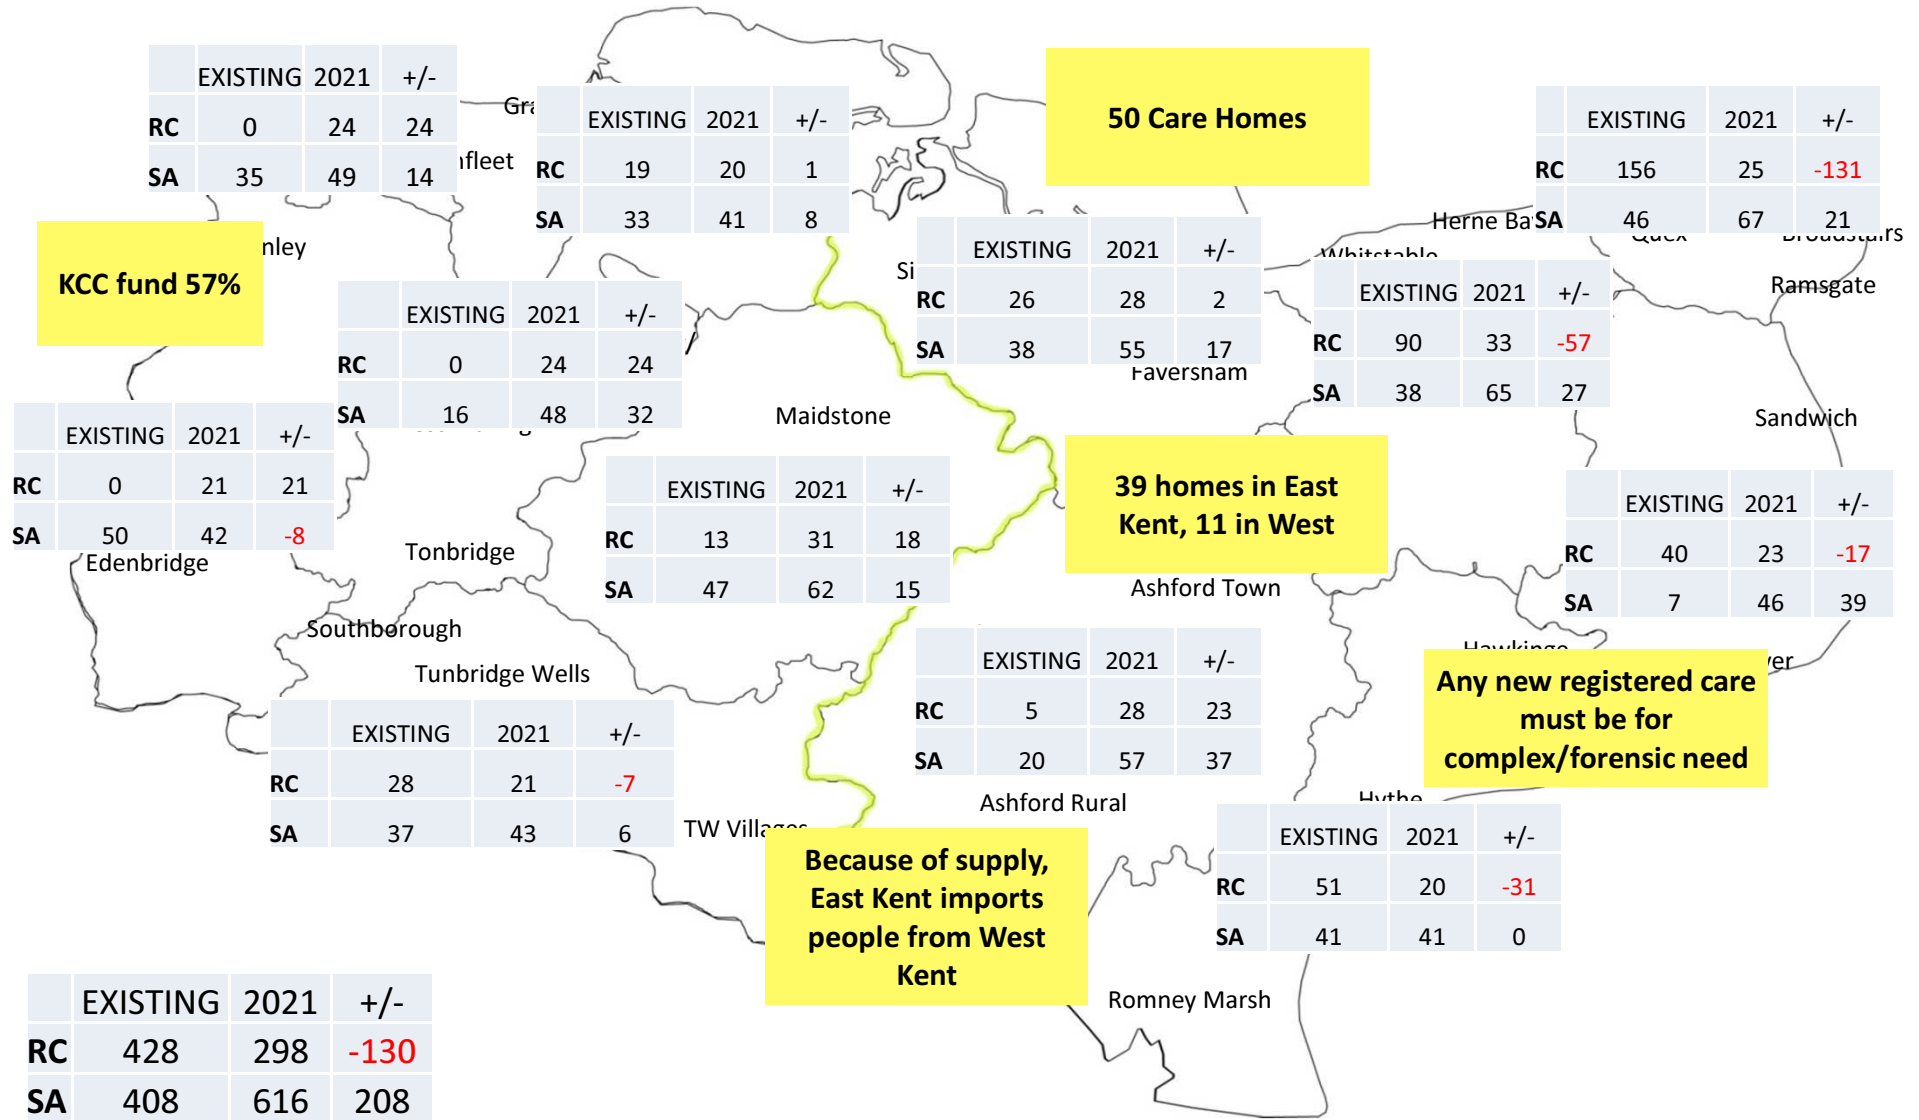 EXISTING 2021 +/-
RC 0 24 24
SA 35 49 14
EXISTING 2021 +/-
RC 19 20 1
SA 33 41 8
50 Care Homes
EXISTING 2021 +/-
RC 156 25 -131
SA 46 67 21
Herne Ba
Ramsgate
KCC fund 57%
EXISTING 2021 +/-
RC 0 24 24
SA 16 48 32
EXISTING 2021 +/-
RC 26 28 2
SA 38 55 17
Faversham
Whitstable
EXISTING 2021 +/-
RC 90 33 -57
SA 38 65 27
Sandwich
EXISTING 2021 +/-
RC 0 21 21
SA 50 42 -8
Edenbridge
Maidstone
Tonbridge
EXISTING 2021 +/-
RC 13 31 18
SA 47 62 15
39 homes in East
Kent, 11 in West
Ashford Town
EXISTING 2021 +/-
RC 40 23 -17
SA 7 46 39
Southborough
Tunbridge Wells
EXISTING 2021 +/-
RC 28 21 -7
SA 37 43 6
TW Villages
EXISTING 2021 +/-
RC 5 28 23
SA 20 57 37
Ashford Rural
Hawkinge
Any new registered care
must be for
complex/forensic need
Hythe
Because of supply,
East Kent imports
people from West
Kent
EXISTING 2021 +/-
RC 51 20 -31
SA 41 41 0
Romney Marsh
EXISTING 2021 +/-
RC 428 298 -130
SA 408 616 208